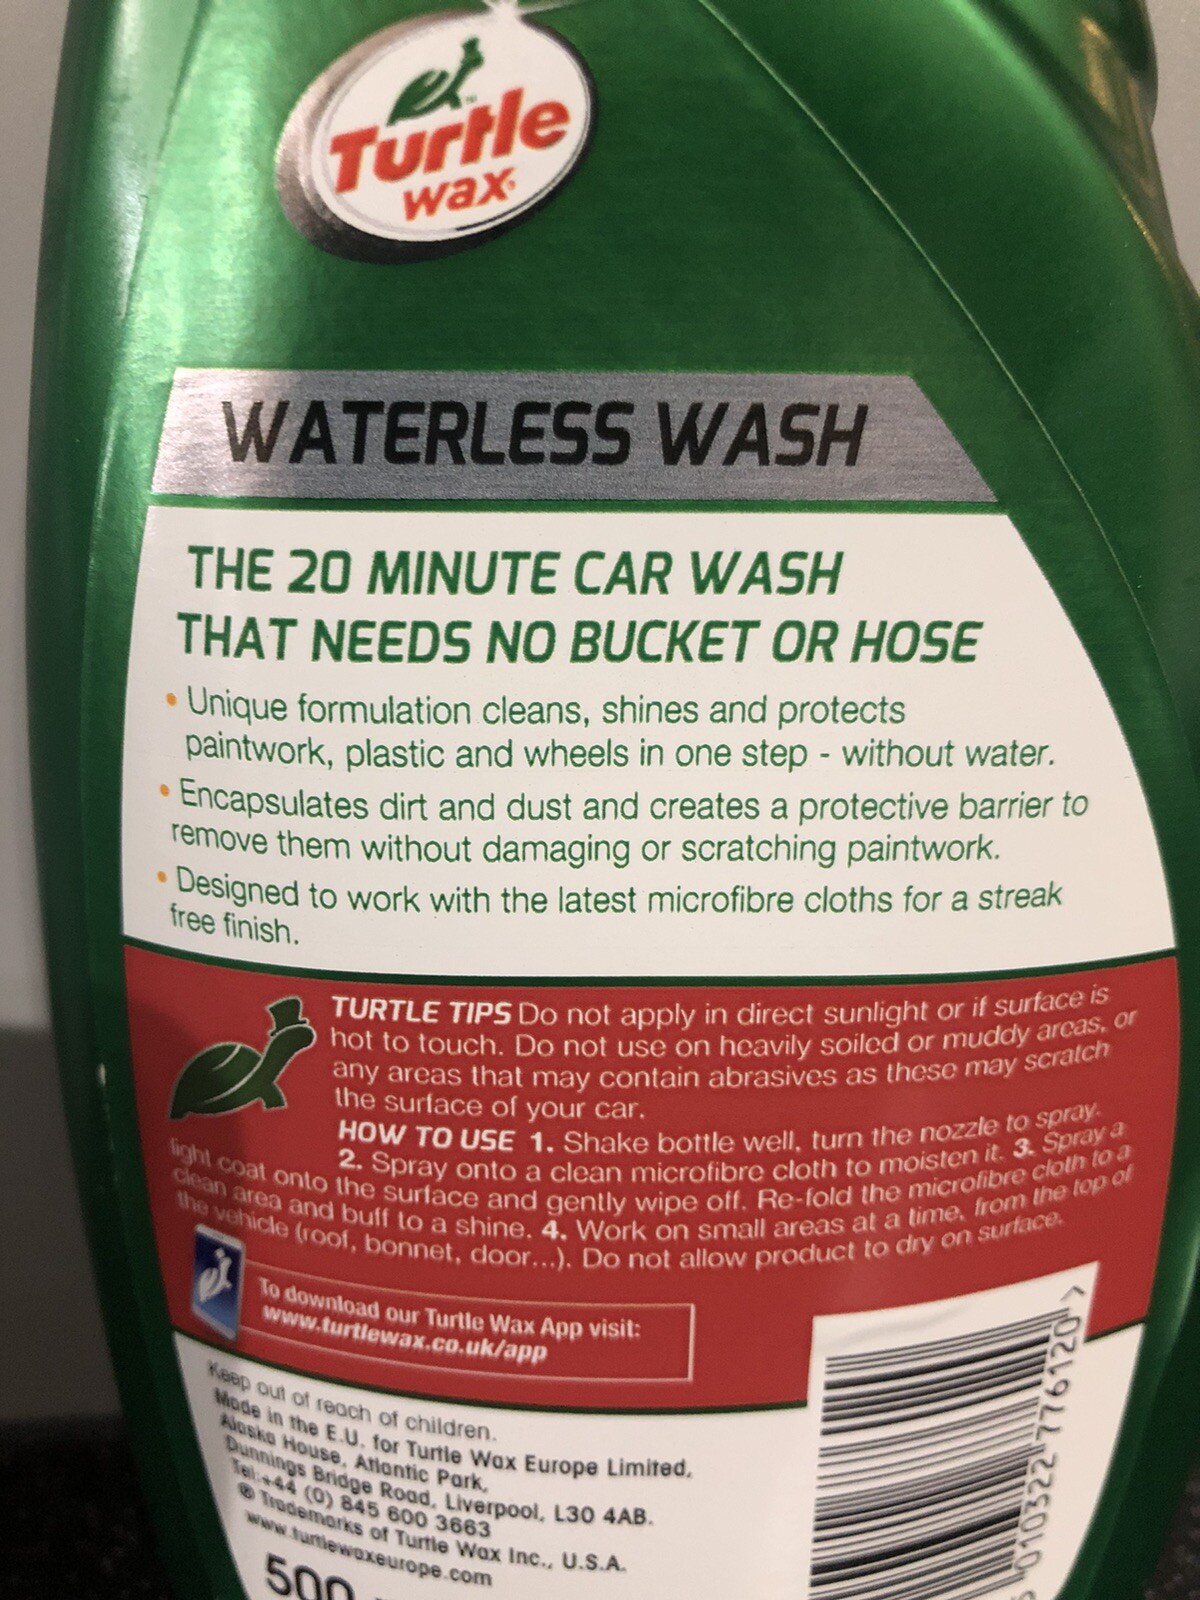 Turtle
wax
WATERLESS WASH
THE 20 MINUTE CAR WASH
THAT NEEDS NO BUCKET OR HOSE
• Unique formulation cleans, shines and protects
paintwork, plastic and wheels in one step - without water.
• Encapsulates dirt and dust and creates a protective barrier to
remove them without damaging or scratching paintwork.
• Designed to work with the latest microfibre cloths for a streak
free finish.
TURTLE TIPS Do not apply in direct sunlight or if surface is
hot to touch. Do not use on heavily soiled or muddy areas, or
any areas that may contain abrasives as these may scratch
the surface of your car.
HOW TO USE 1. Shake bottle well, turn the nozzle to spray.
2. Spray onto a clean microfibre cloth to moisten it. 3. Spray a
light coat onto the surface and gently wipe off. Re-fold the microfibre cloth to a
clean area and buff to a shine. 4. Work on small areas at a time, from the top of
the vehicle (roof, bonnet, door...). Do not allow product to dry on surface.
To download our Turtle Wax App visit:
www.turtlewax.co.uk/app
Keep out of reach of children.
Made in the E.U. for Turtle Wax Europe Limited,
Alaska House, Atlantic Park,
Dunnings Bridge Road, Liverpool, L30 4AB.
Tel:+44 (0) 845 600 3663
® Trademarks of Turtle Wax Inc., U.S.A.
www.turtlewaxeurope.com
500
5 010322 776120 >